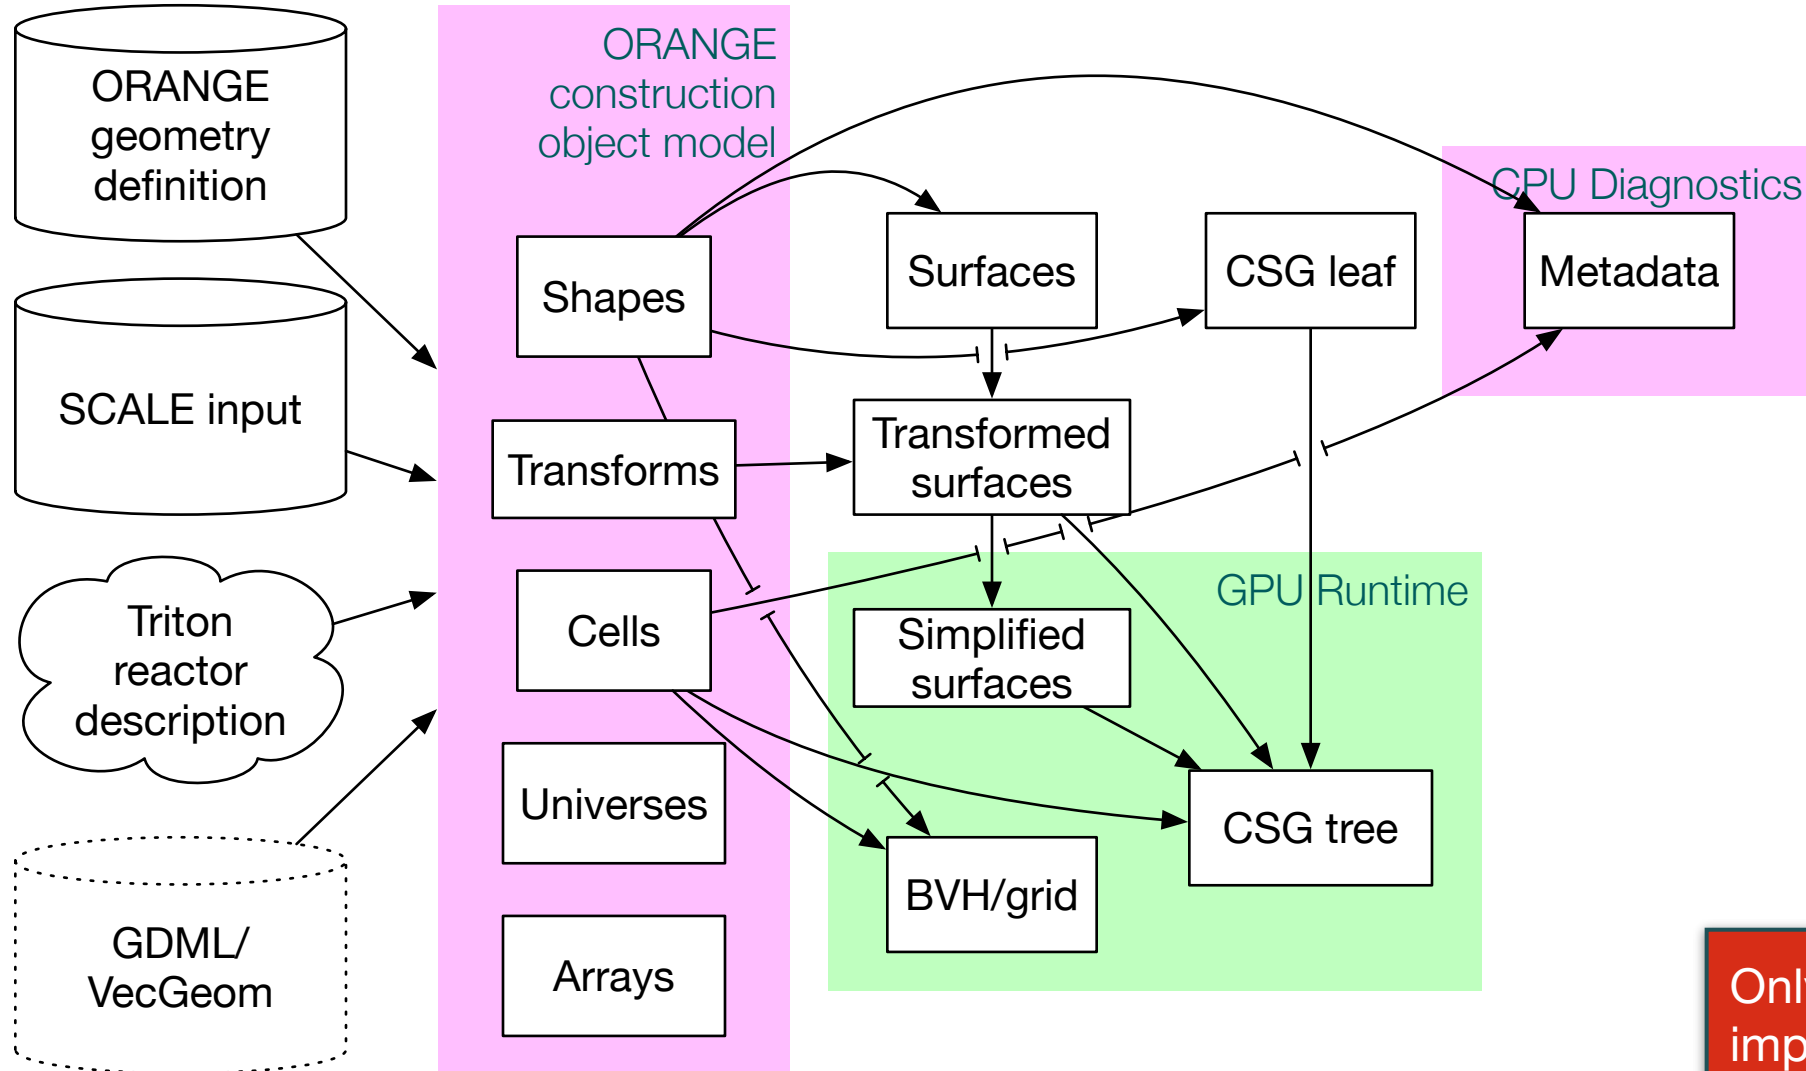 ORANGE
geometry
definition
SCALE input
Triton
reactor
description
GDML/
VecGeom
ORANGE
construction
object model
Shapes
Transforms
Cells
Universes
Arrays
Surfaces
Transformed
surfaces
GPU Runtime
Simplified
surfaces
BVH/grid
CSG leaf
CSG tree
CPU Diagnostics
Metadata